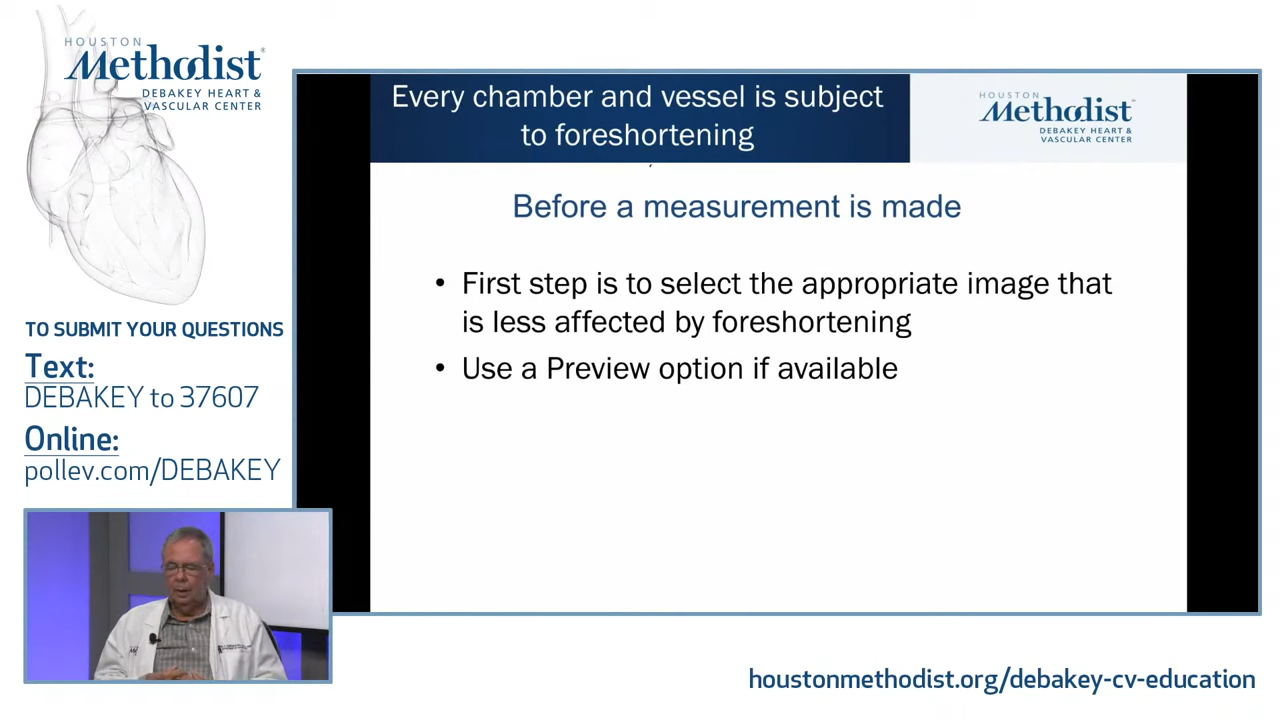 HOUSTON
Methodist
DEBAKEY HEART &
VASCULAR CENTER
TO SUBMIT YOUR QUESTIONS
Text:
DEBAKEY to 37607
Online:
pollev.com/DEBAKEY
Every chamber and vessel is subject
to foreshortening
HOUSTON
Methodist
DEBAKEY HEART &
VASCULAR CENTER
Before a measurement is made
• First step is to select the appropriate image that
is less affected by foreshortening
• Use a Preview option if available
houstonmethodist.org/debakey-cv-education